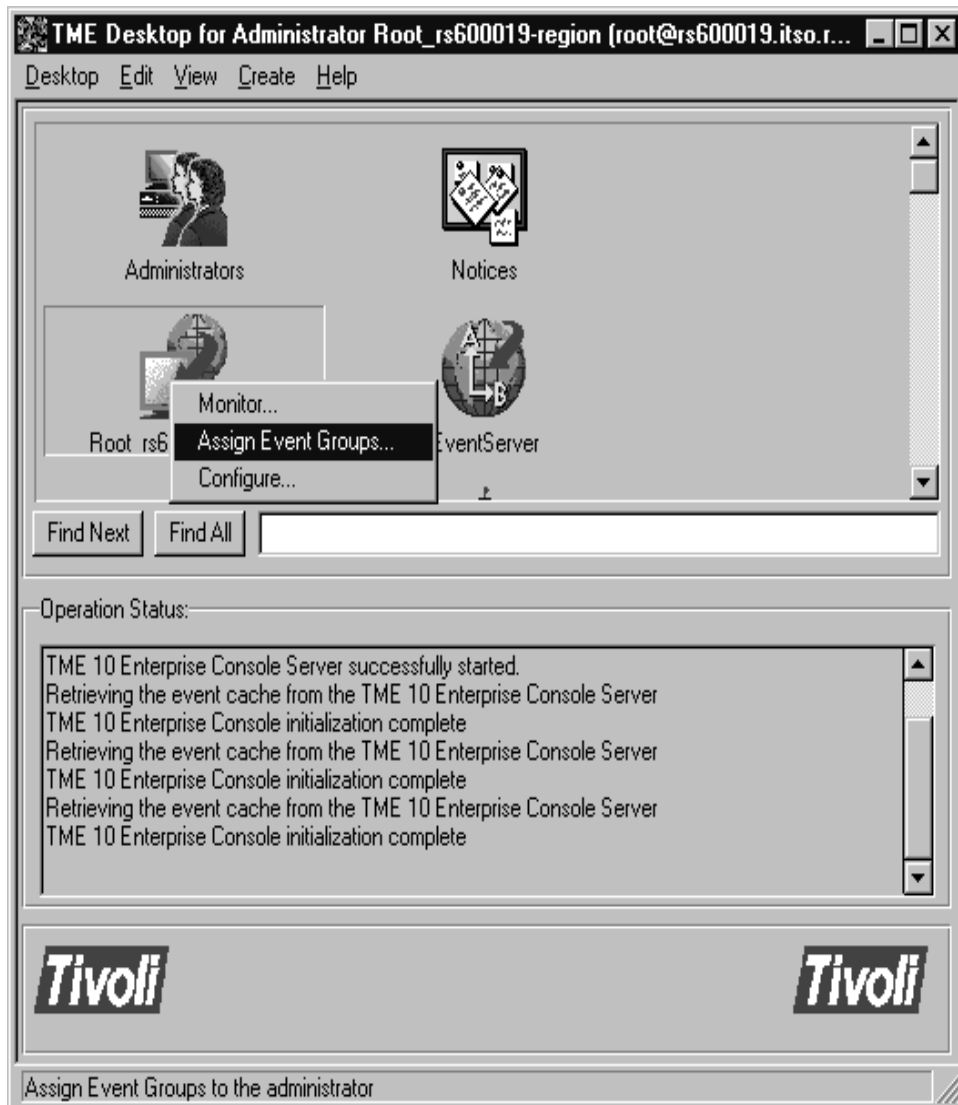 TME Desktop for Administrator Root_rs600019-region (root@rs600019.itso.r...
Desktop Edit View Create Help
Administrators
Notices
Monitor...
Assign Event Groups...
Configure...
Root_rs6
EventServer
Find Next Find All
Operation Status:
TME 10 Enterprise Console Server successfully started.
Retrieving the event cache from the TME 10 Enterprise Console Server
TME 10 Enterprise Console initialization complete
Retrieving the event cache from the TME 10 Enterprise Console Server
TME 10 Enterprise Console initialization complete
Retrieving the event cache from the TME 10 Enterprise Console Server
TME 10 Enterprise Console initialization complete
Tivoli Tivoli
Assign Event Groups to the administrator